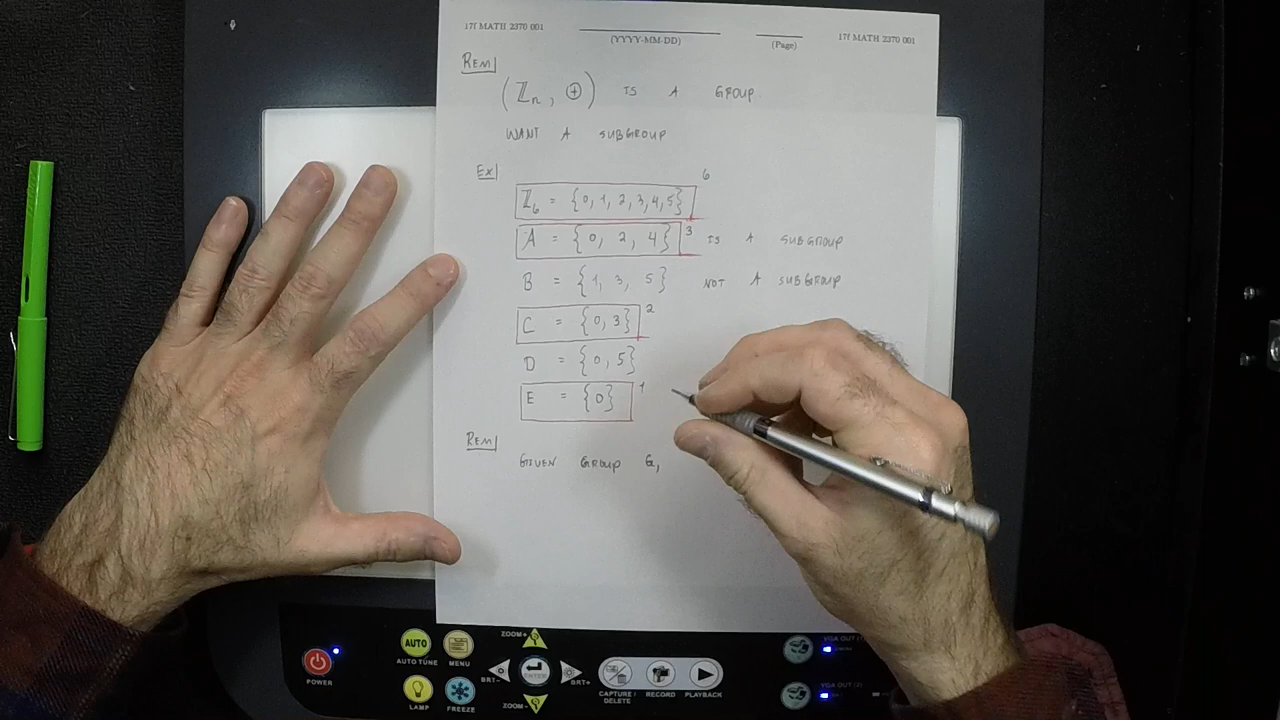 17f MATH 2370 001
(YYYY-MM-DD)
(Page)
17f MATH 2370 001
REM
(ℤₙ, ⊕) IS A GROUP
WANT A SUBGROUP
EX
ℤ₆ = {0, 1, 2, 3, 4, 5} 6
A = {0, 2, 4} 3 IS A SUBGROUP
B = {1, 3, 5} NOT A SUBGROUP
C = {0, 3} 2
D = {0, 5}
E = {0} 1
REM
GIVEN GROUP G,
POWER
AUTO
AUTO TUNE
MENU
LAMP
FREEZE
ZOOM+
BRT-
ENTER
BRT+
ZOOM-
CAPTURE / DELETE
RECORD
PLAYBACK